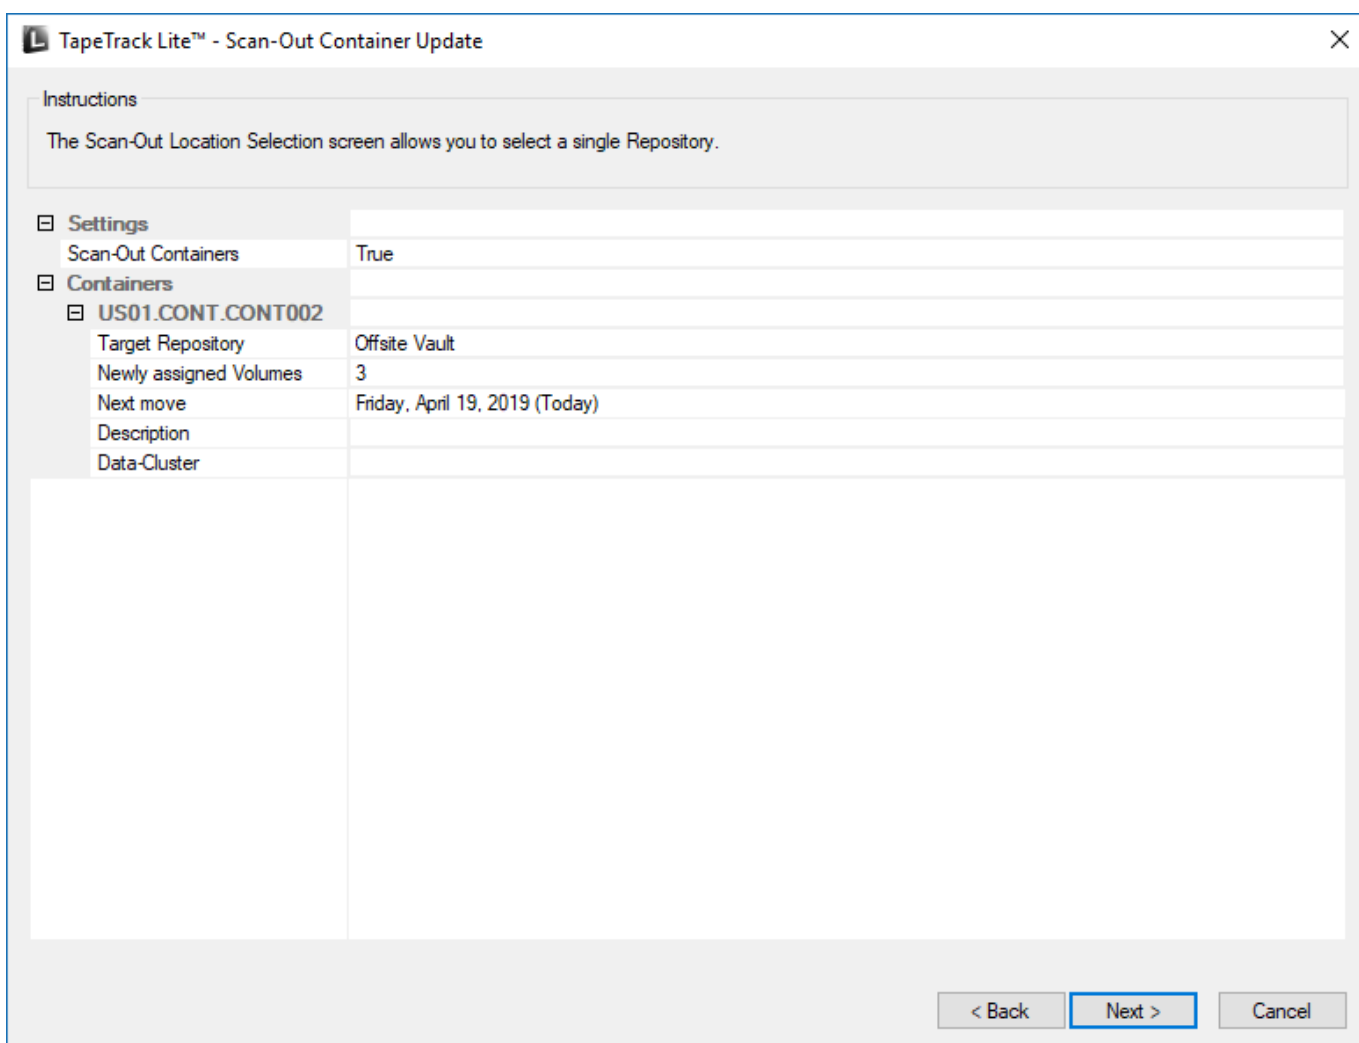 TapeTrack Lite™ - Scan-Out Container Update
Instructions
The Scan-Out Location Selection screen allows you to select a single Repository.
Settings
Scan-Out Containers True
Containers
US01.CONT.CONT002
Target Repository Offsite Vault
Newly assigned Volumes 3
Next move Friday, April 19, 2019 (Today)
Description
Data-Cluster
< Back Next > Cancel